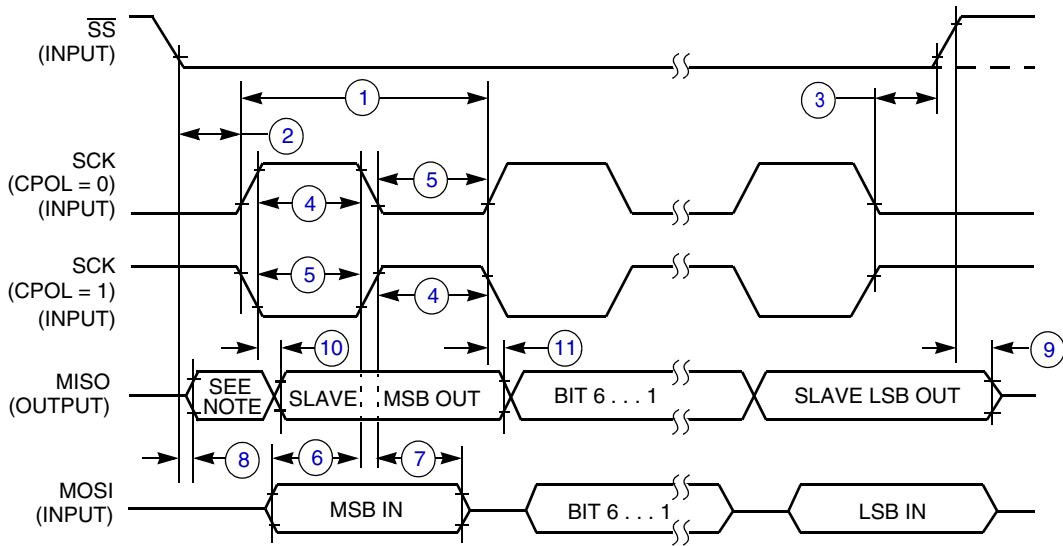 SS
(INPUT)
1
3
2
SCK
(CPOL = 0)
(INPUT)
5
4
SCK
(CPOL = 1)
(INPUT)
5
4
10
11
9
MISO
(OUTPUT)
SEE
NOTE
SLAVE
MSB OUT
BIT 6 . . . 1
SLAVE LSB OUT
8
6
7
MOSI
(INPUT)
MSB IN
BIT 6 . . . 1
LSB IN